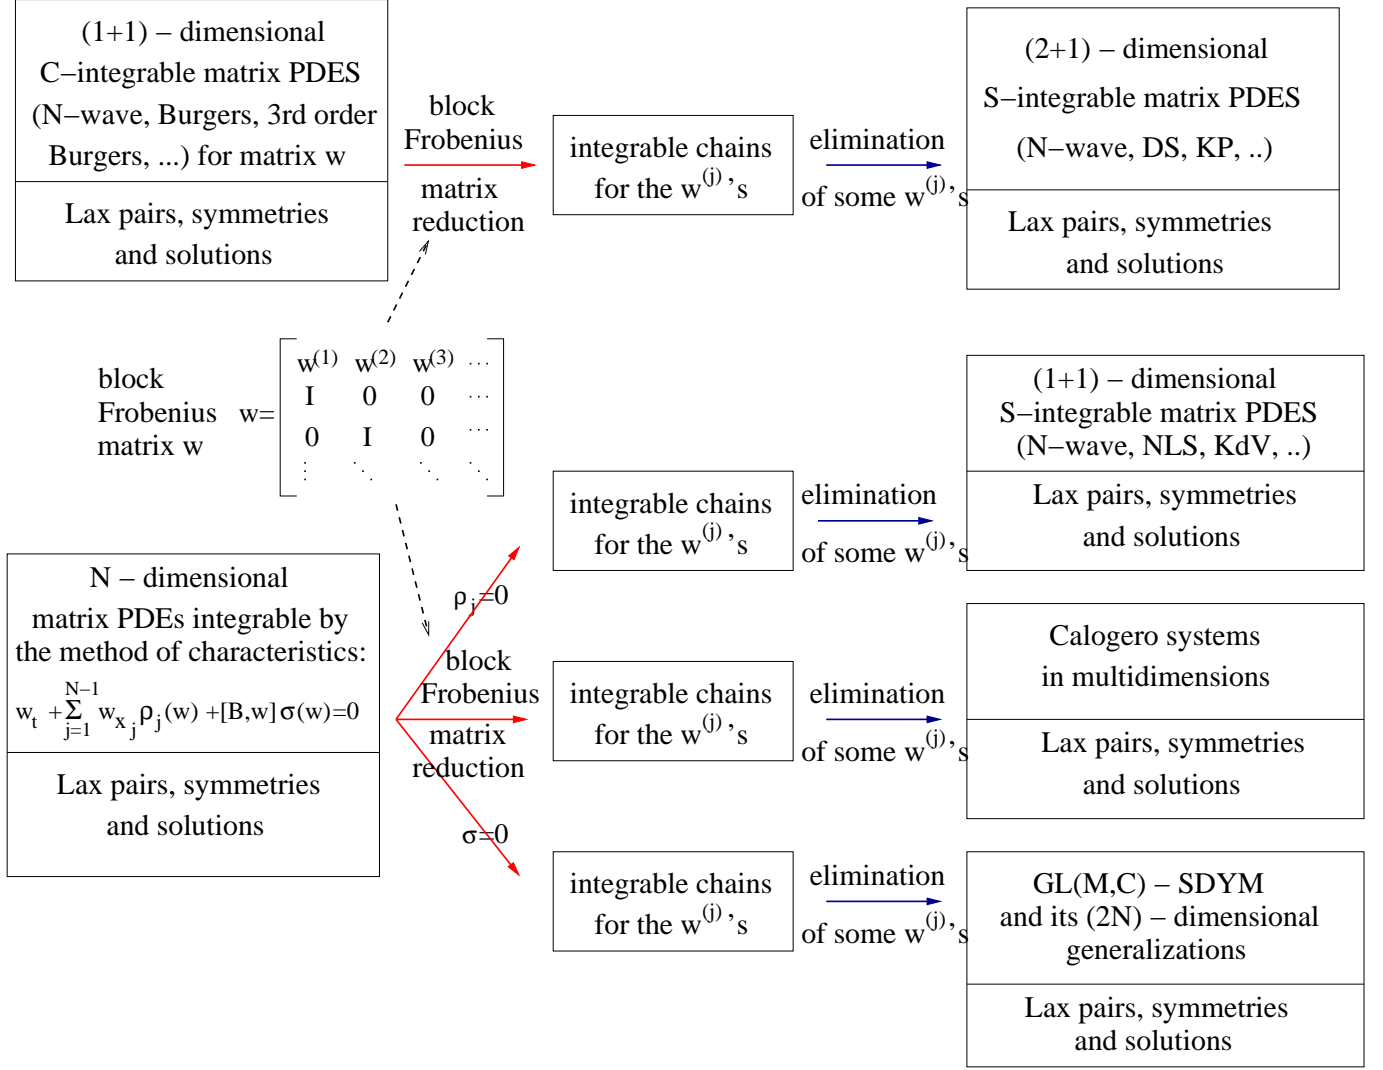 (1+1) – dimensional
C–integrable matrix PDES
(N–wave, Burgers, 3rd order
Burgers, ...) for matrix w
Lax pairs, symmetries
and solutions
block
Frobenius
matrix
reduction
integrable chains
for the w^(j)'s
elimination
of some w^(j)'s
(2+1) – dimensional
S–integrable matrix PDES
(N–wave, DS, KP, ..)
Lax pairs, symmetries
and solutions
block
Frobenius
matrix w
w=
w^(1) w^(2) w^(3) ...
I 0 0 ...
0 I 0 ...
⋮ ⋱ ⋱ ⋱
N – dimensional
matrix PDEs integrable by
the method of characteristics:
w_t + Σ_{j=1}^{N–1} w_{x_j} ρ_j(w) + [B,w] σ(w)=0
Lax pairs, symmetries
and solutions
ρ_j=0
block
Frobenius
matrix
reduction
σ=0
integrable chains
for the w^(j)'s
elimination
of some w^(j)'s
(1+1) – dimensional
S–integrable matrix PDES
(N–wave, NLS, KdV, ..)
Lax pairs, symmetries
and solutions
integrable chains
for the w^(j)'s
elimination
of some w^(j)'s
Calogero systems
in multidimensions
Lax pairs, symmetries
and solutions
integrable chains
for the w^(j)'s
elimination
of some w^(j)'s
GL(M,C) – SDYM
and its (2N) – dimensional
generalizations
Lax pairs, symmetries
and solutions